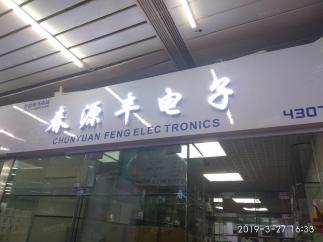 春源丰电子
CHUNYUAN FENG ELECTRONICS
4307
2019-3-27 16:33